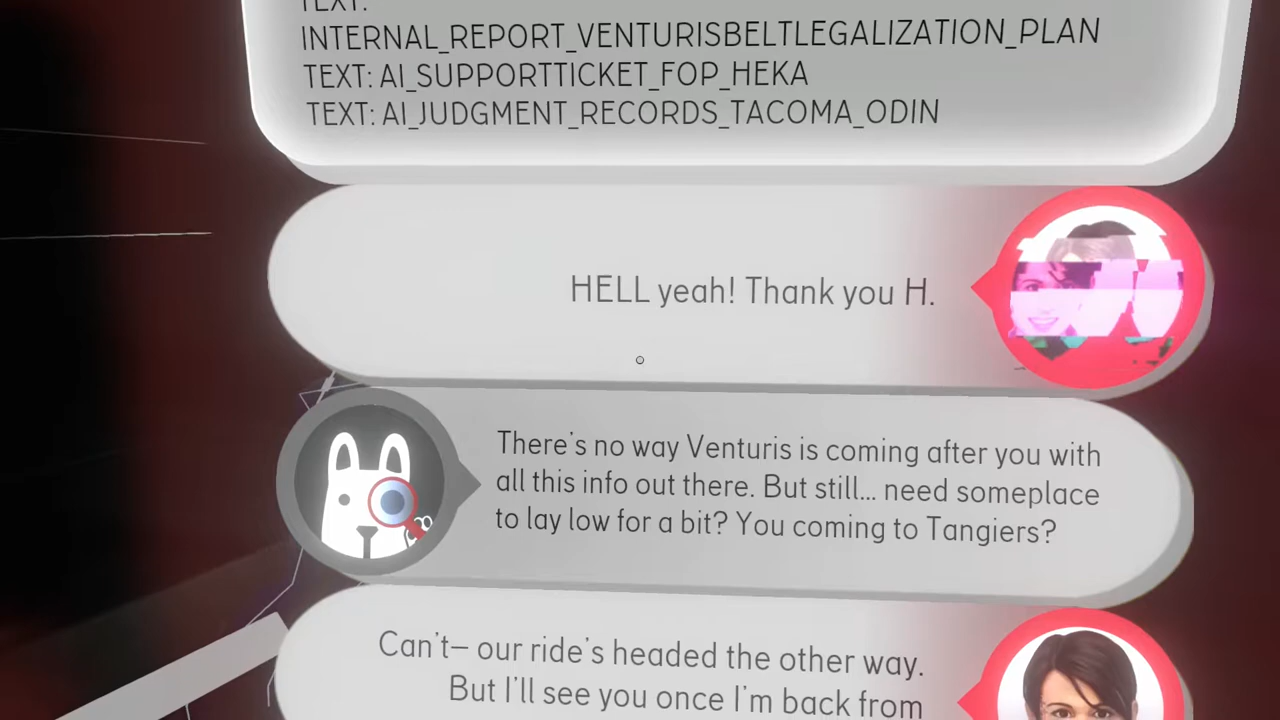 TEXT:
INTERNAL_REPORT_VENTURISBELTLEGALIZATION_PLAN
TEXT: AI_SUPPORTTICKET_FOP_HEKA
TEXT: AI_JUDGMENT_RECORDS_TACOMA_ODIN
HELL yeah! Thank you H.
There's no way Venturis is coming after you with
all this info out there. But still... need someplace
to lay low for a bit? You coming to Tangiers?
Can't– our ride's headed the other way.
But I'll see you once I'm back from